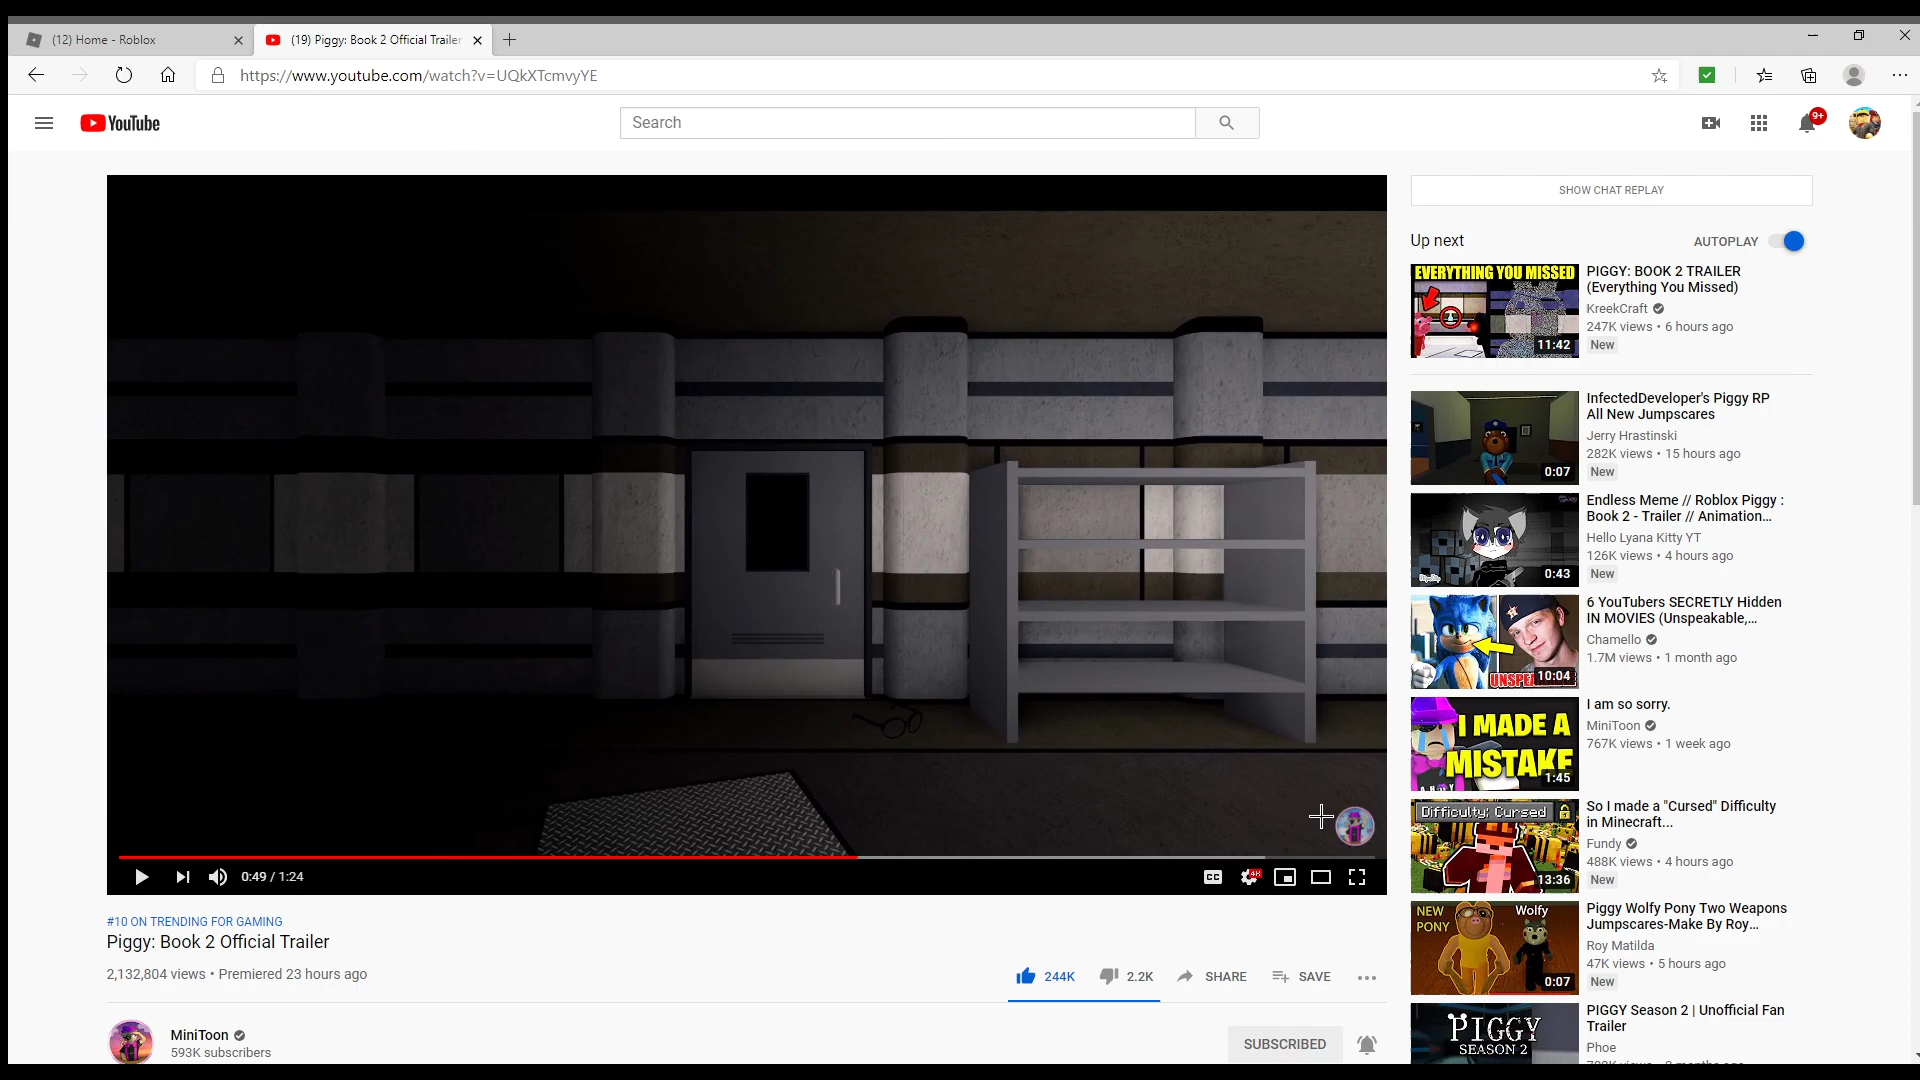 (12) Home - Roblox
(19) Piggy: Book 2 Official Trailer
https://www.youtube.com/watch?v=UQkXTcmvyYE
YouTube
Search
9+
SHOW CHAT REPLAY
Up next
AUTOPLAY
EVERYTHING YOU MISSED
11:42
PIGGY: BOOK 2 TRAILER
(Everything You Missed)
KreekCraft
247K views • 6 hours ago
New
0:07
InfectedDeveloper's Piggy RP
All New Jumpscares
Jerry Hrastinski
282K views • 15 hours ago
New
0:43
Endless Meme // Roblox Piggy :
Book 2 - Trailer // Animation...
Hello Lyana Kitty YT
126K views • 4 hours ago
New
10:04
6 YouTubers SECRETLY Hidden
IN MOVIES (Unspeakable,...
Chamello
1.7M views • 1 month ago
I MADE A
MISTAKE
1:45
I am so sorry.
MiniToon
767K views • 1 week ago
Difficulty: Cursed
13:36
So I made a "Cursed" Difficulty
in Minecraft...
Fundy
488K views • 4 hours ago
New
NEW
PONY
Wolfy
0:07
Piggy Wolfy Pony Two Weapons
Jumpscares-Make By Roy...
Roy Matilda
47K views • 5 hours ago
New
PIGGY
SEASON 2
PIGGY Season 2 | Unofficial Fan
Trailer
Phoe
0:49 / 1:24
CC
4K
#10 ON TRENDING FOR GAMING
Piggy: Book 2 Official Trailer
2,132,804 views • Premiered 23 hours ago
244K
2.2K
SHARE
SAVE
MiniToon
593K subscribers
SUBSCRIBED